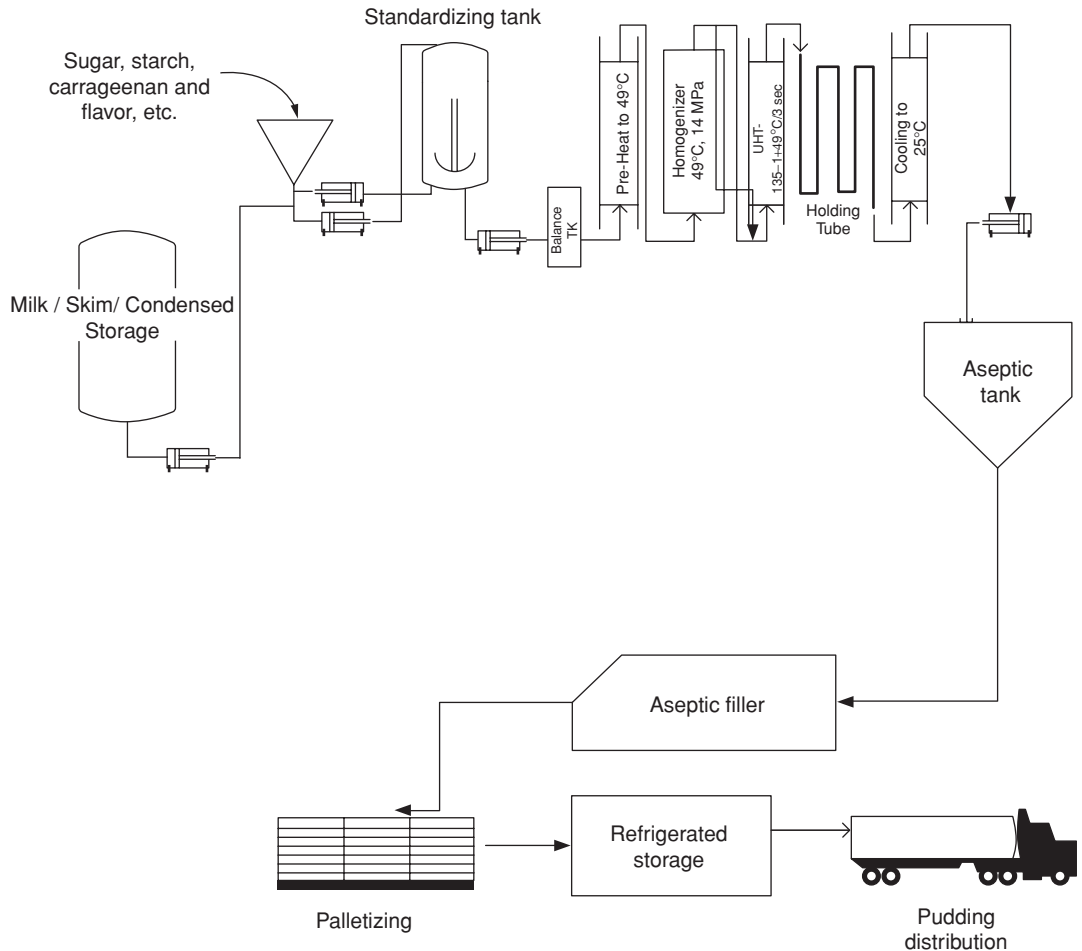 Standardizing tank
Sugar, starch,
carrageenan and
flavor, etc.
Milk / Skim/ Condensed
Storage
Balance
TK
Pre-Heat to 49°C
Homogenizer
49°C, 14 MPa
UHT-
135–1+49°C/3 sec
Holding
Tube
Cooling to
25°C
Aseptic
tank
Aseptic filler
Palletizing
Refrigerated
storage
Pudding
distribution